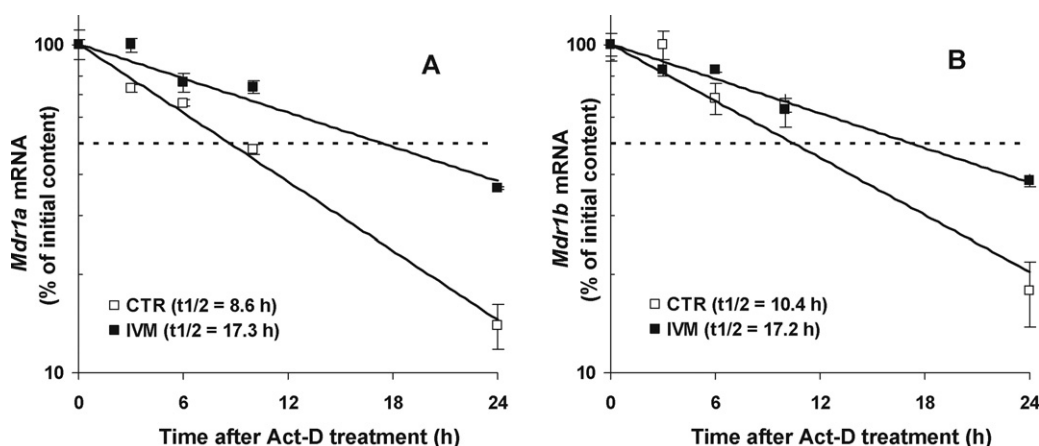 100
A
Mdr1a mRNA
(% of initial content)
CTR (t1/2 = 8.6 h)
IVM (t1/2 = 17.3 h)
10
0
6
12
18
24
Time after Act-D treatment (h)
100
B
Mdr1b mRNA
(% of initial content)
CTR (t1/2 = 10.4 h)
IVM (t1/2 = 17.2 h)
10
0
6
12
18
24
Time after Act-D treatment (h)